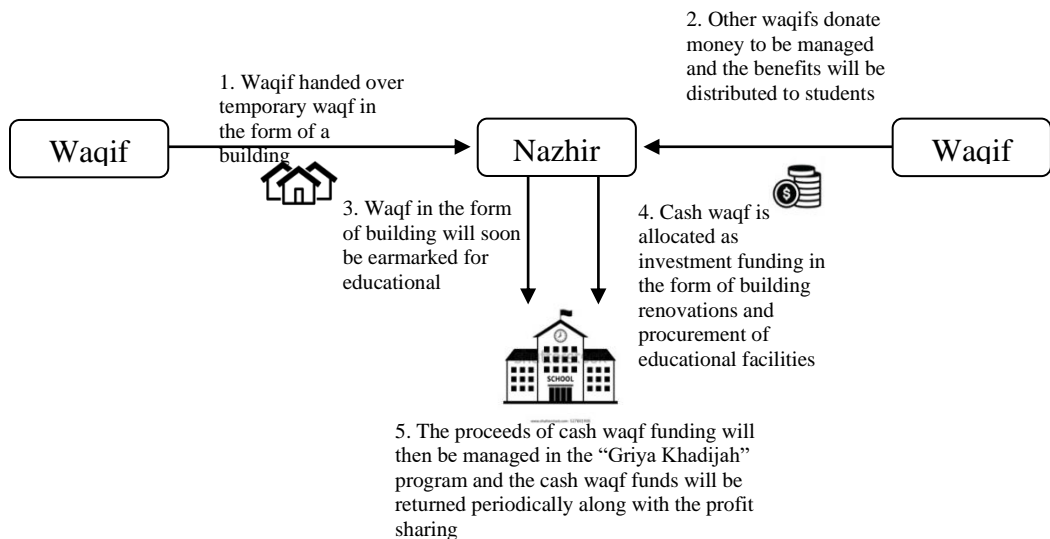 2. Other waqifs donate
money to be managed
and the benefits will be
distributed to students
1. Waqif handed over
temporary waqf in
the form of a
building
Waqif
Nazhir
Waqif
3. Waqf in the form
of building will soon
be earmarked for
educational
4. Cash waqf is
allocated as
investment funding in
the form of building
renovations and
procurement of
educational facilities
SCHOOL
5. The proceeds of cash waqf funding will
then be managed in the “Griya Khadijah”
program and the cash waqf funds will be
returned periodically along with the profit
sharing